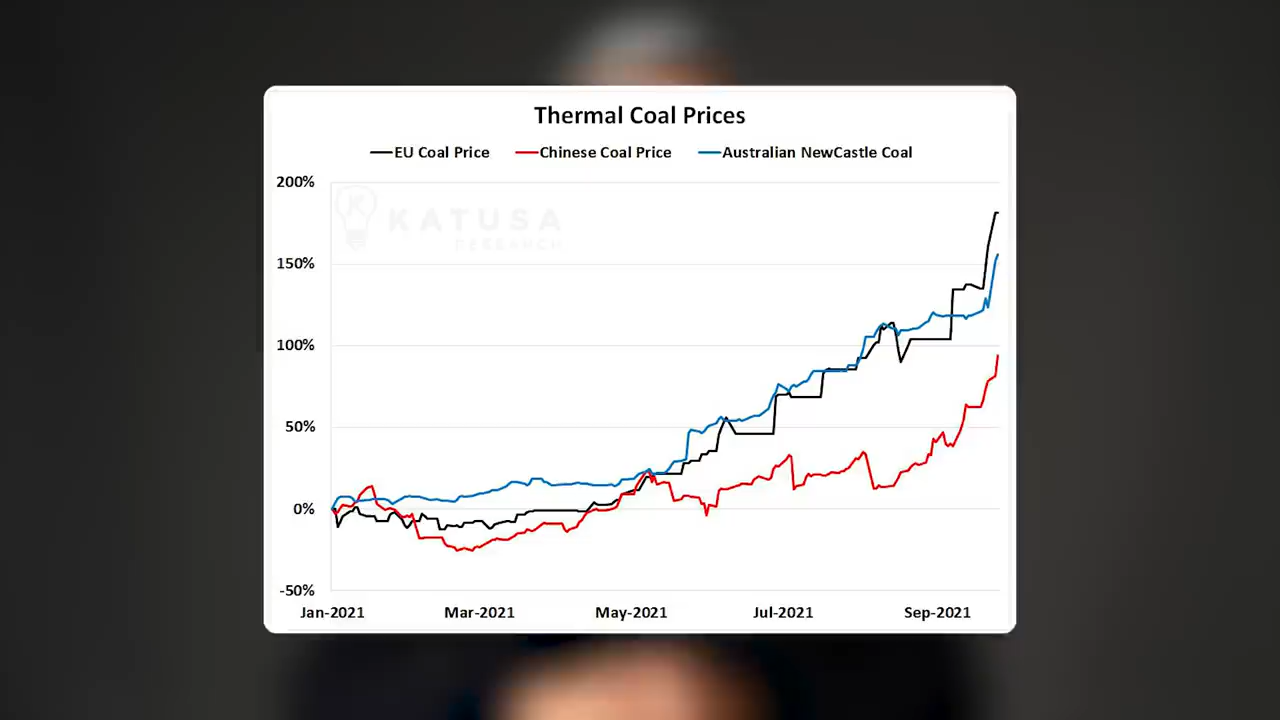 Thermal Coal Prices
EU Coal Price Chinese Coal Price Australian NewCastle Coal
200%
KATUSA
RESEARCH
150%
100%
50%
0%
-50%
Jan-2021 Mar-2021 May-2021 Jul-2021 Sep-2021